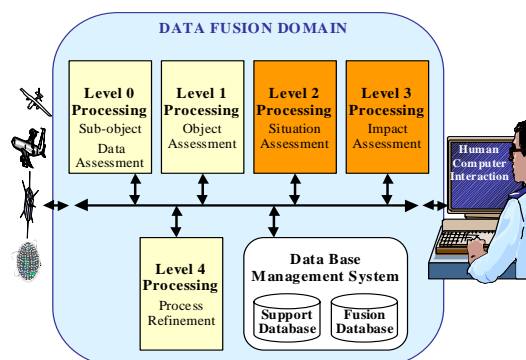 DATA FUSION DOMAIN
Level 0
Processing
Sub-object
Data
Assessment
Level 1
Processing
Object
Assessment
Level 2
Processing
Situation
Assessment
Level 3
Processing
Impact
Assessment
Human
Computer
Interaction
Level 4
Processing
Process
Refinement
Data Base
Management System
Support
Database
Fusion
Database